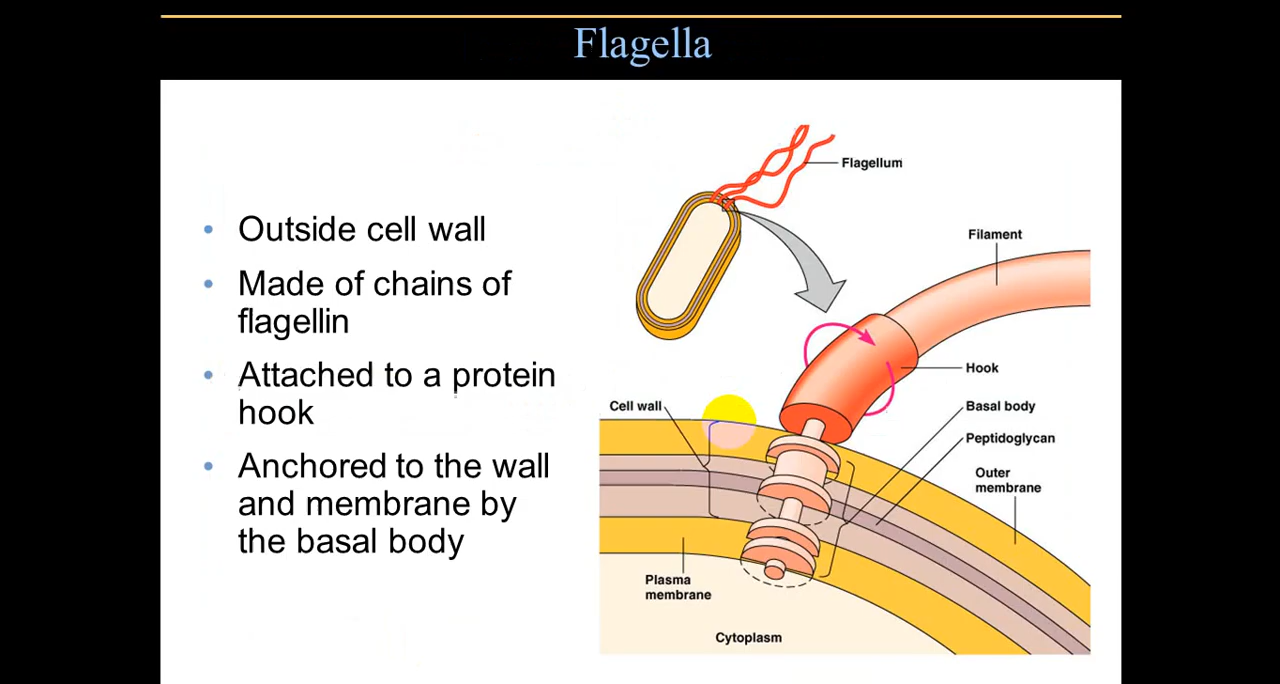 Flagella
• Outside cell wall
• Made of chains of
flagellin
• Attached to a protein
hook
• Anchored to the wall
and membrane by
the basal body
Flagellum
Filament
Hook
Cell wall
Basal body
Peptidoglycan
Outer
membrane
Plasma
membrane
Cytoplasm